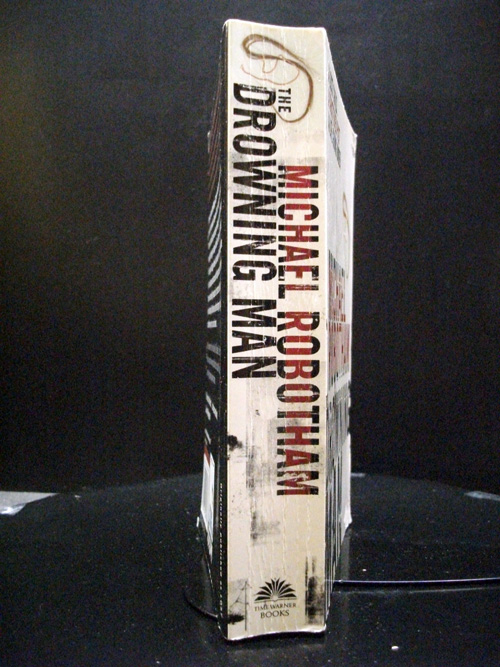 THE
DROWNING MAN
MICHAEL ROBOTHAM
TIME WARNER
BOOKS